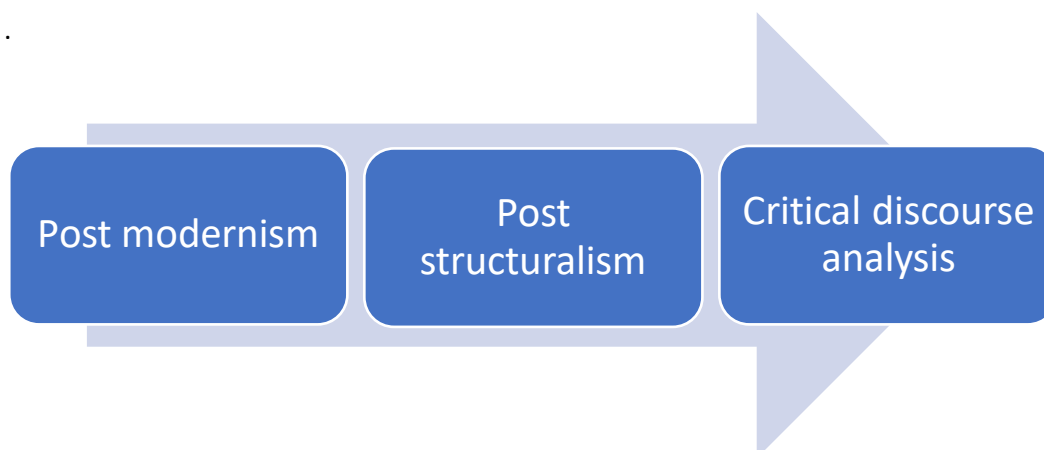 .
Post modernism
Post
structuralism
Critical discourse
analysis